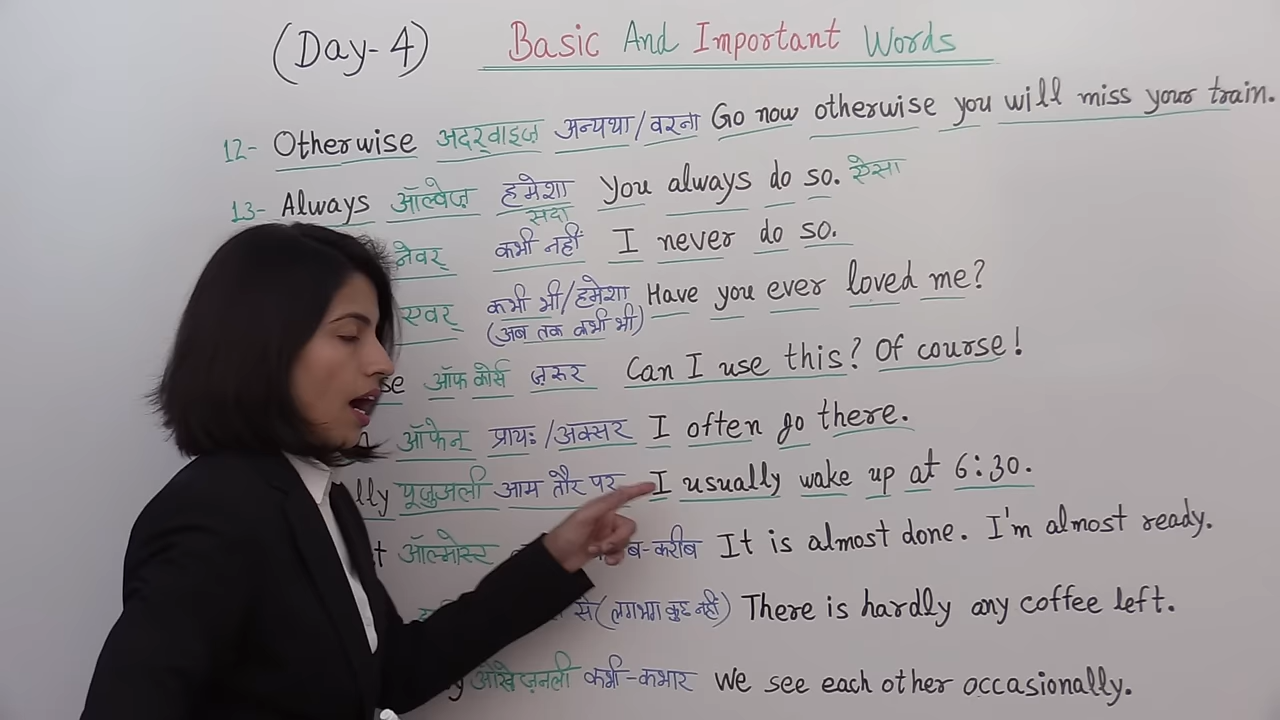 (Day-4) Basic And Important Words
12- Otherwise अदर्वाइज़ अन्यथा/वरना Go now otherwise you will miss your train.
13- Always ऑल्वेज़ हमेशा You always do so. ऐसा
सदा
नेवर् कभी नहीं I never do so.
एवर् कभी भी/हमेशा Have you ever loved me?
(अब तक कभी भी)
se ऑफ कोर्स ज़रूर Can I use this? Of course!
ऑफेन् प्रायः/अक्सर I often go there.
lly यूजुअली आम तौर पर I usually wake up at 6:30.
t ऑल्मोस्ट ब-करीब It is almost done. I'm almost ready.
से(लगभग कुछ नहीं) There is hardly any coffee left.
y ओखेज़नली कभी-कभार We see each other occasionally.